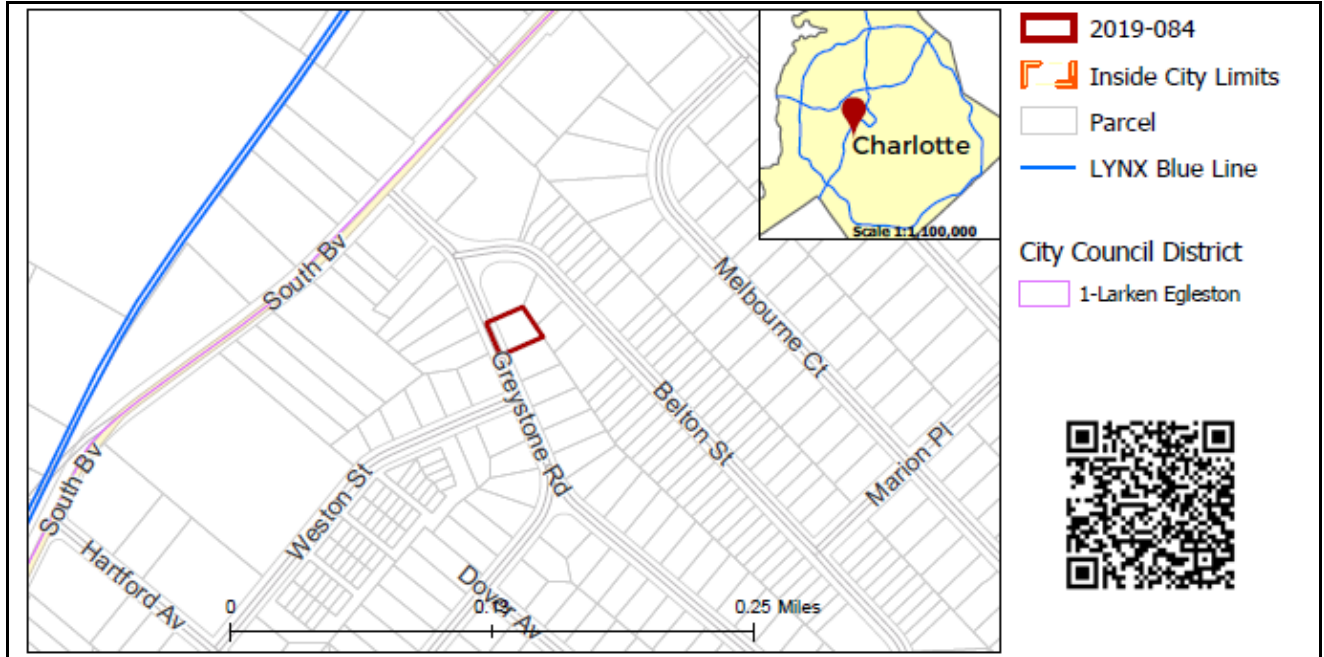 2019-084
Inside City Limits
Parcel
LYNX Blue Line
City Council District
1-Larken Egleston
Charlotte
Scale 1:1,100,000
South Bv
South Bv
Melbourne Ct
Greystone Rd
Belton St
Marion Pl
Weston St
Hartford Av
Dover Av
0
0.25 Miles